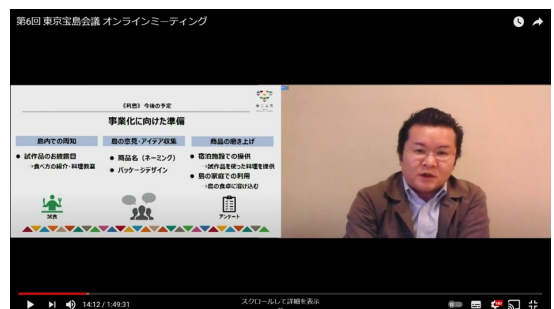 第6回 東京宝島会議 オンラインミーティング
《利島》 今後の予定
事業化に向けた準備
島内での周知
島の意見・アイデア収集
商品の磨き上げ
● 試作品のお披露目
→食べ方の紹介・料理教室
● 商品名（ネーミング）
● パッケージデザイン
● 宿泊施設での提供
→試作品を使った料理を提供
● 島の家庭での利用
→島の食卓に溶け込む
試食
アンケート
14:12 / 1:49:31
スクロールして詳細を表示